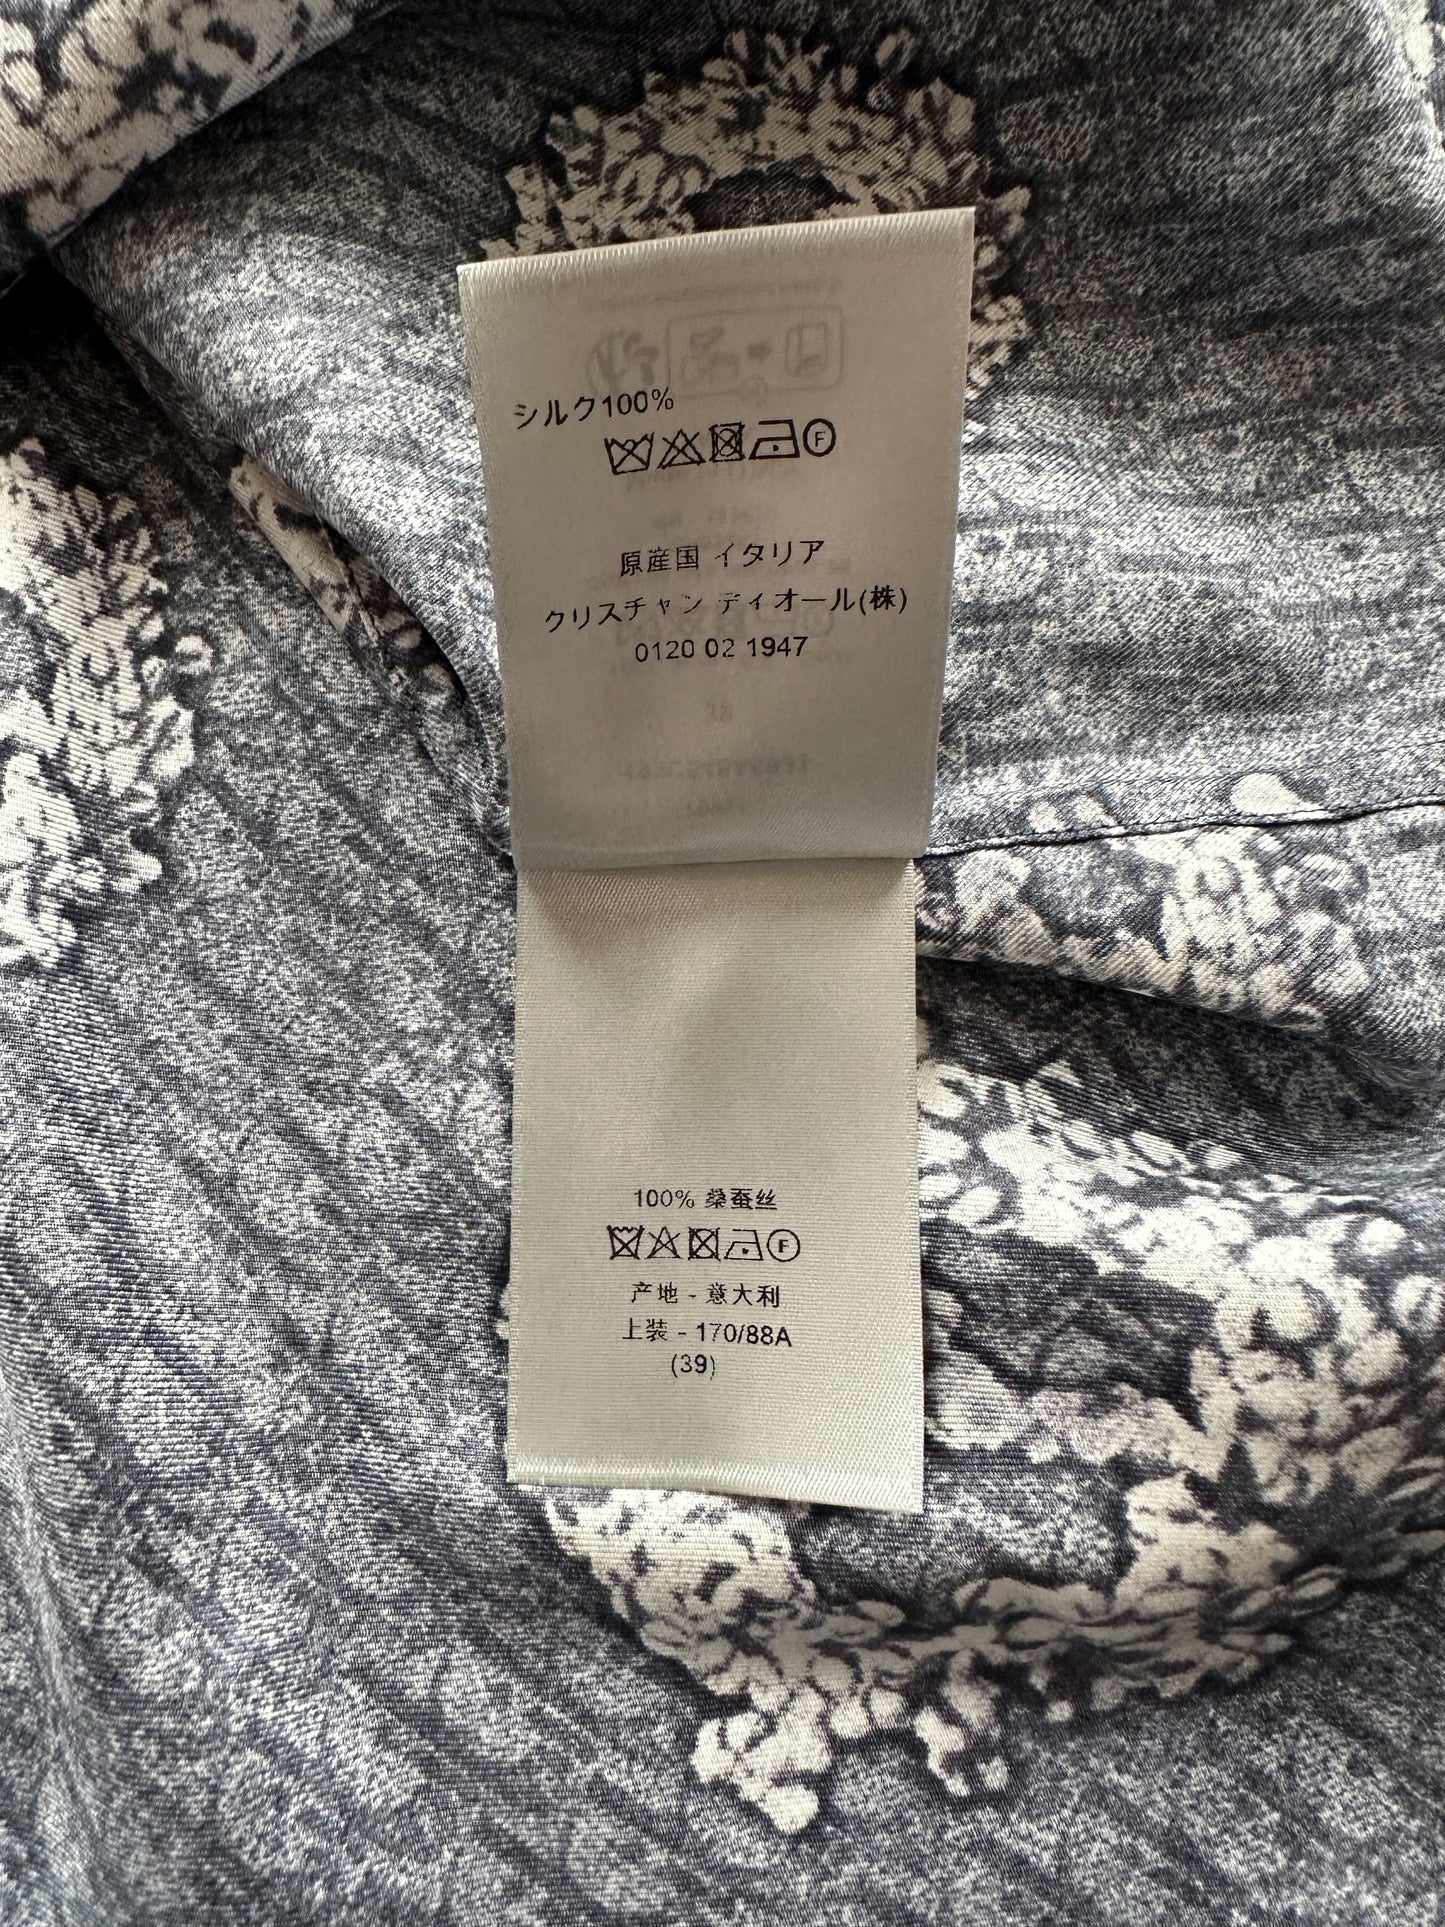 シルク100%
F
原産国 イタリア
クリスチャン ディオール(株)
0120 02 1947
100% 桑蚕丝
F
产地 - 意大利
上装 - 170/88A
(39)